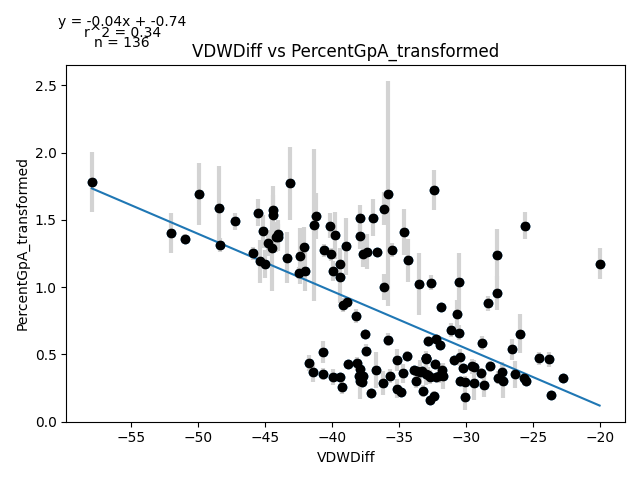 y = -0.04x + -0.74
r^2 = 0.34
n = 136
VDWDiff vs PercentGpA_transformed
2.5
2.0
1.5
1.0
0.5
0.0
PercentGpA_transformed
−55
−50
−45
−40
−35
−30
−25
−20
VDWDiff